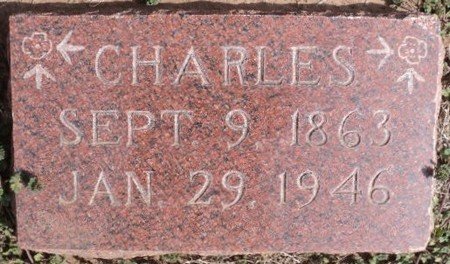 CHARLES
SEPT. 9, 1863
JAN. 29, 1946